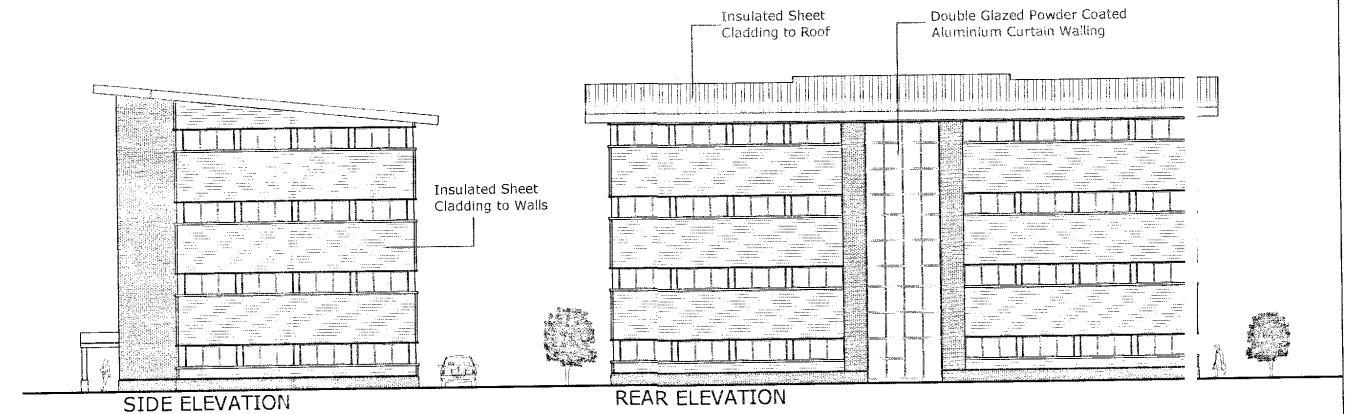 Insulated Sheet
Cladding to Roof
Double Glazed Powder Coated
Aluminium Curtain Walling
Insulated Sheet
Cladding to Walls
SIDE ELEVATION
REAR ELEVATION